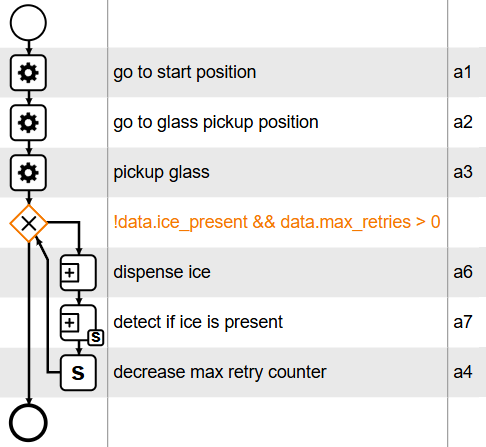 go to start position a1
go to glass pickup position a2
pickup glass a3
!data.ice_present && data.max_retries > 0
dispense ice a6
detect if ice is present a7
S
S decrease max retry counter a4